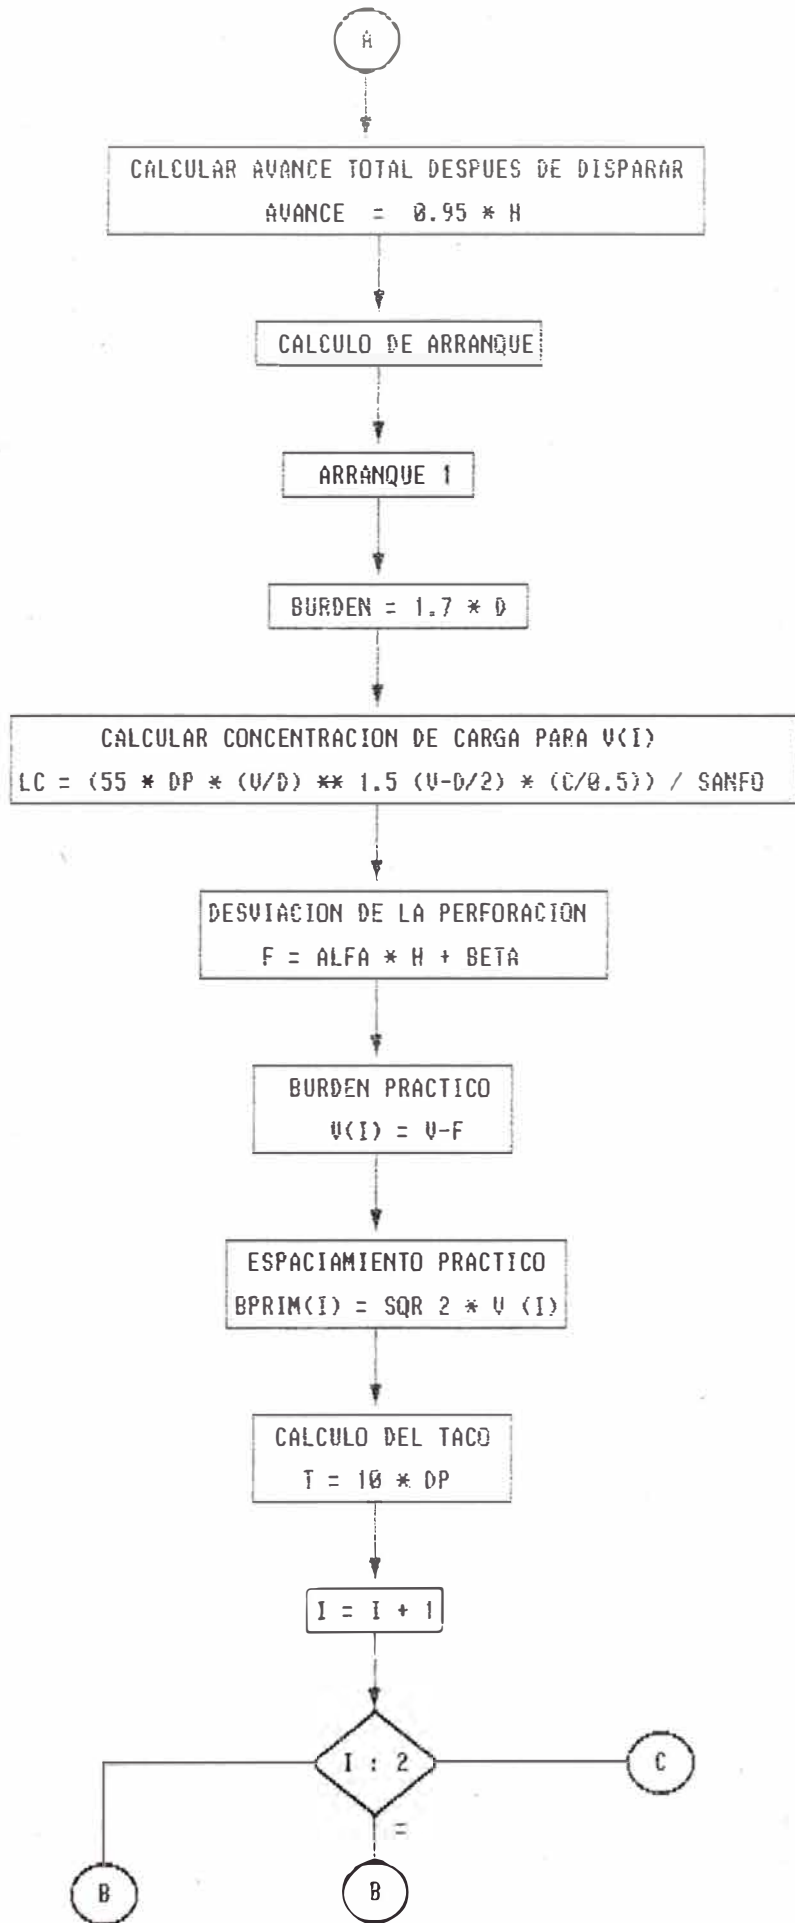 A
CALCULAR AVANCE TOTAL DESPUES DE DISPARAR
AVANCE = 0.95 * H
CALCULO DE ARRANQUE
ARRANQUE 1
BURDEN = 1.7 * D
CALCULAR CONCENTRACION DE CARGA PARA V(I)
LC = (55 * DP * (V/D) ** 1.5 (V-D/2) * (C/0.5)) / SANFO
DESVIACION DE LA PERFORACION
F = ALFA * H + BETA
BURDEN PRACTICO
V(I) = V-F
ESPACIAMIENTO PRACTICO
BPRIM(I) = SQR 2 * V (I)
CALCULO DEL TACO
T = 10 * DP
I = I + 1
I : 2
C
=
B
B